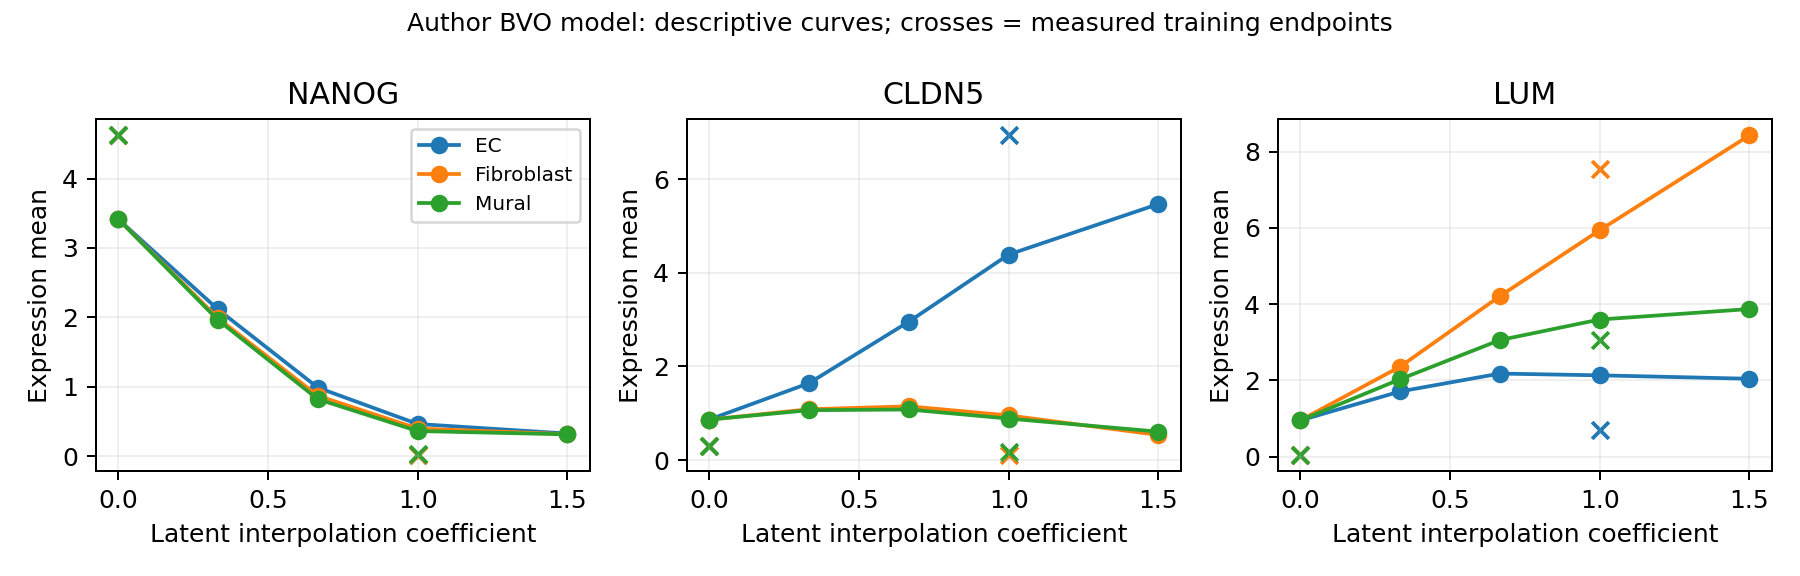 Author BVO model: descriptive curves; crosses = measured training endpoints
NANOG
Expression mean
4
3
2
1
0
0.0 0.5 1.0 1.5
Latent interpolation coefficient
EC
Fibroblast
Mural
CLDN5
Expression mean
6
4
2
0
0.0 0.5 1.0 1.5
Latent interpolation coefficient
LUM
Expression mean
8
6
4
2
0
0.0 0.5 1.0 1.5
Latent interpolation coefficient